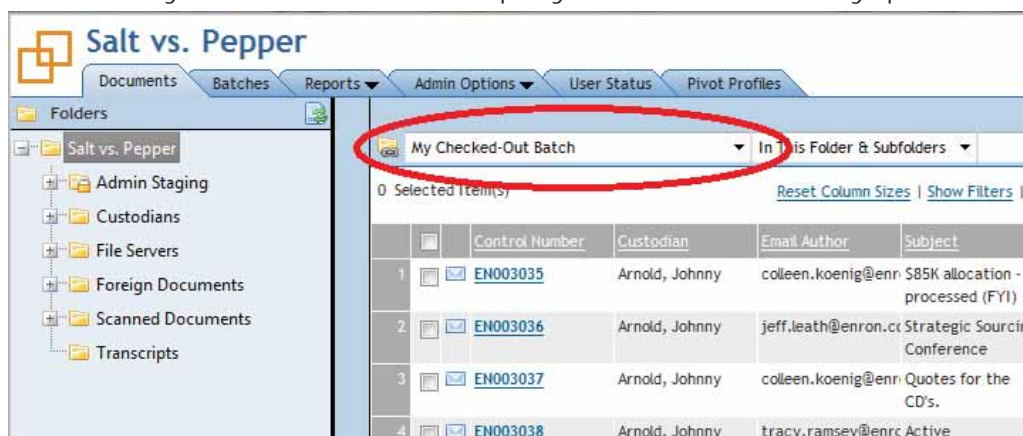 Salt vs. Pepper
Documents Batches Reports Admin Options User Status Pivot Profiles
Folders
Salt vs. Pepper
Admin Staging
Custodians
File Servers
Foreign Documents
Scanned Documents
Transcripts
My Checked-Out Batch In This Folder & Subfolders
0 Selected Item(s) Reset Column Sizes | Show Filters |
Control Number Custodian Email Author Subject
1 EN003035 Arnold, Johnny colleen.koenig@enr $85K allocation -
processed (FYI)
2 EN003036 Arnold, Johnny jeff.leath@enron.co Strategic Sourcin
Conference
3 EN003037 Arnold, Johnny colleen.koenig@enr Quotes for the
CD's.
4 EN003038 Arnold, Johnny tracy.ramsey@enro Active